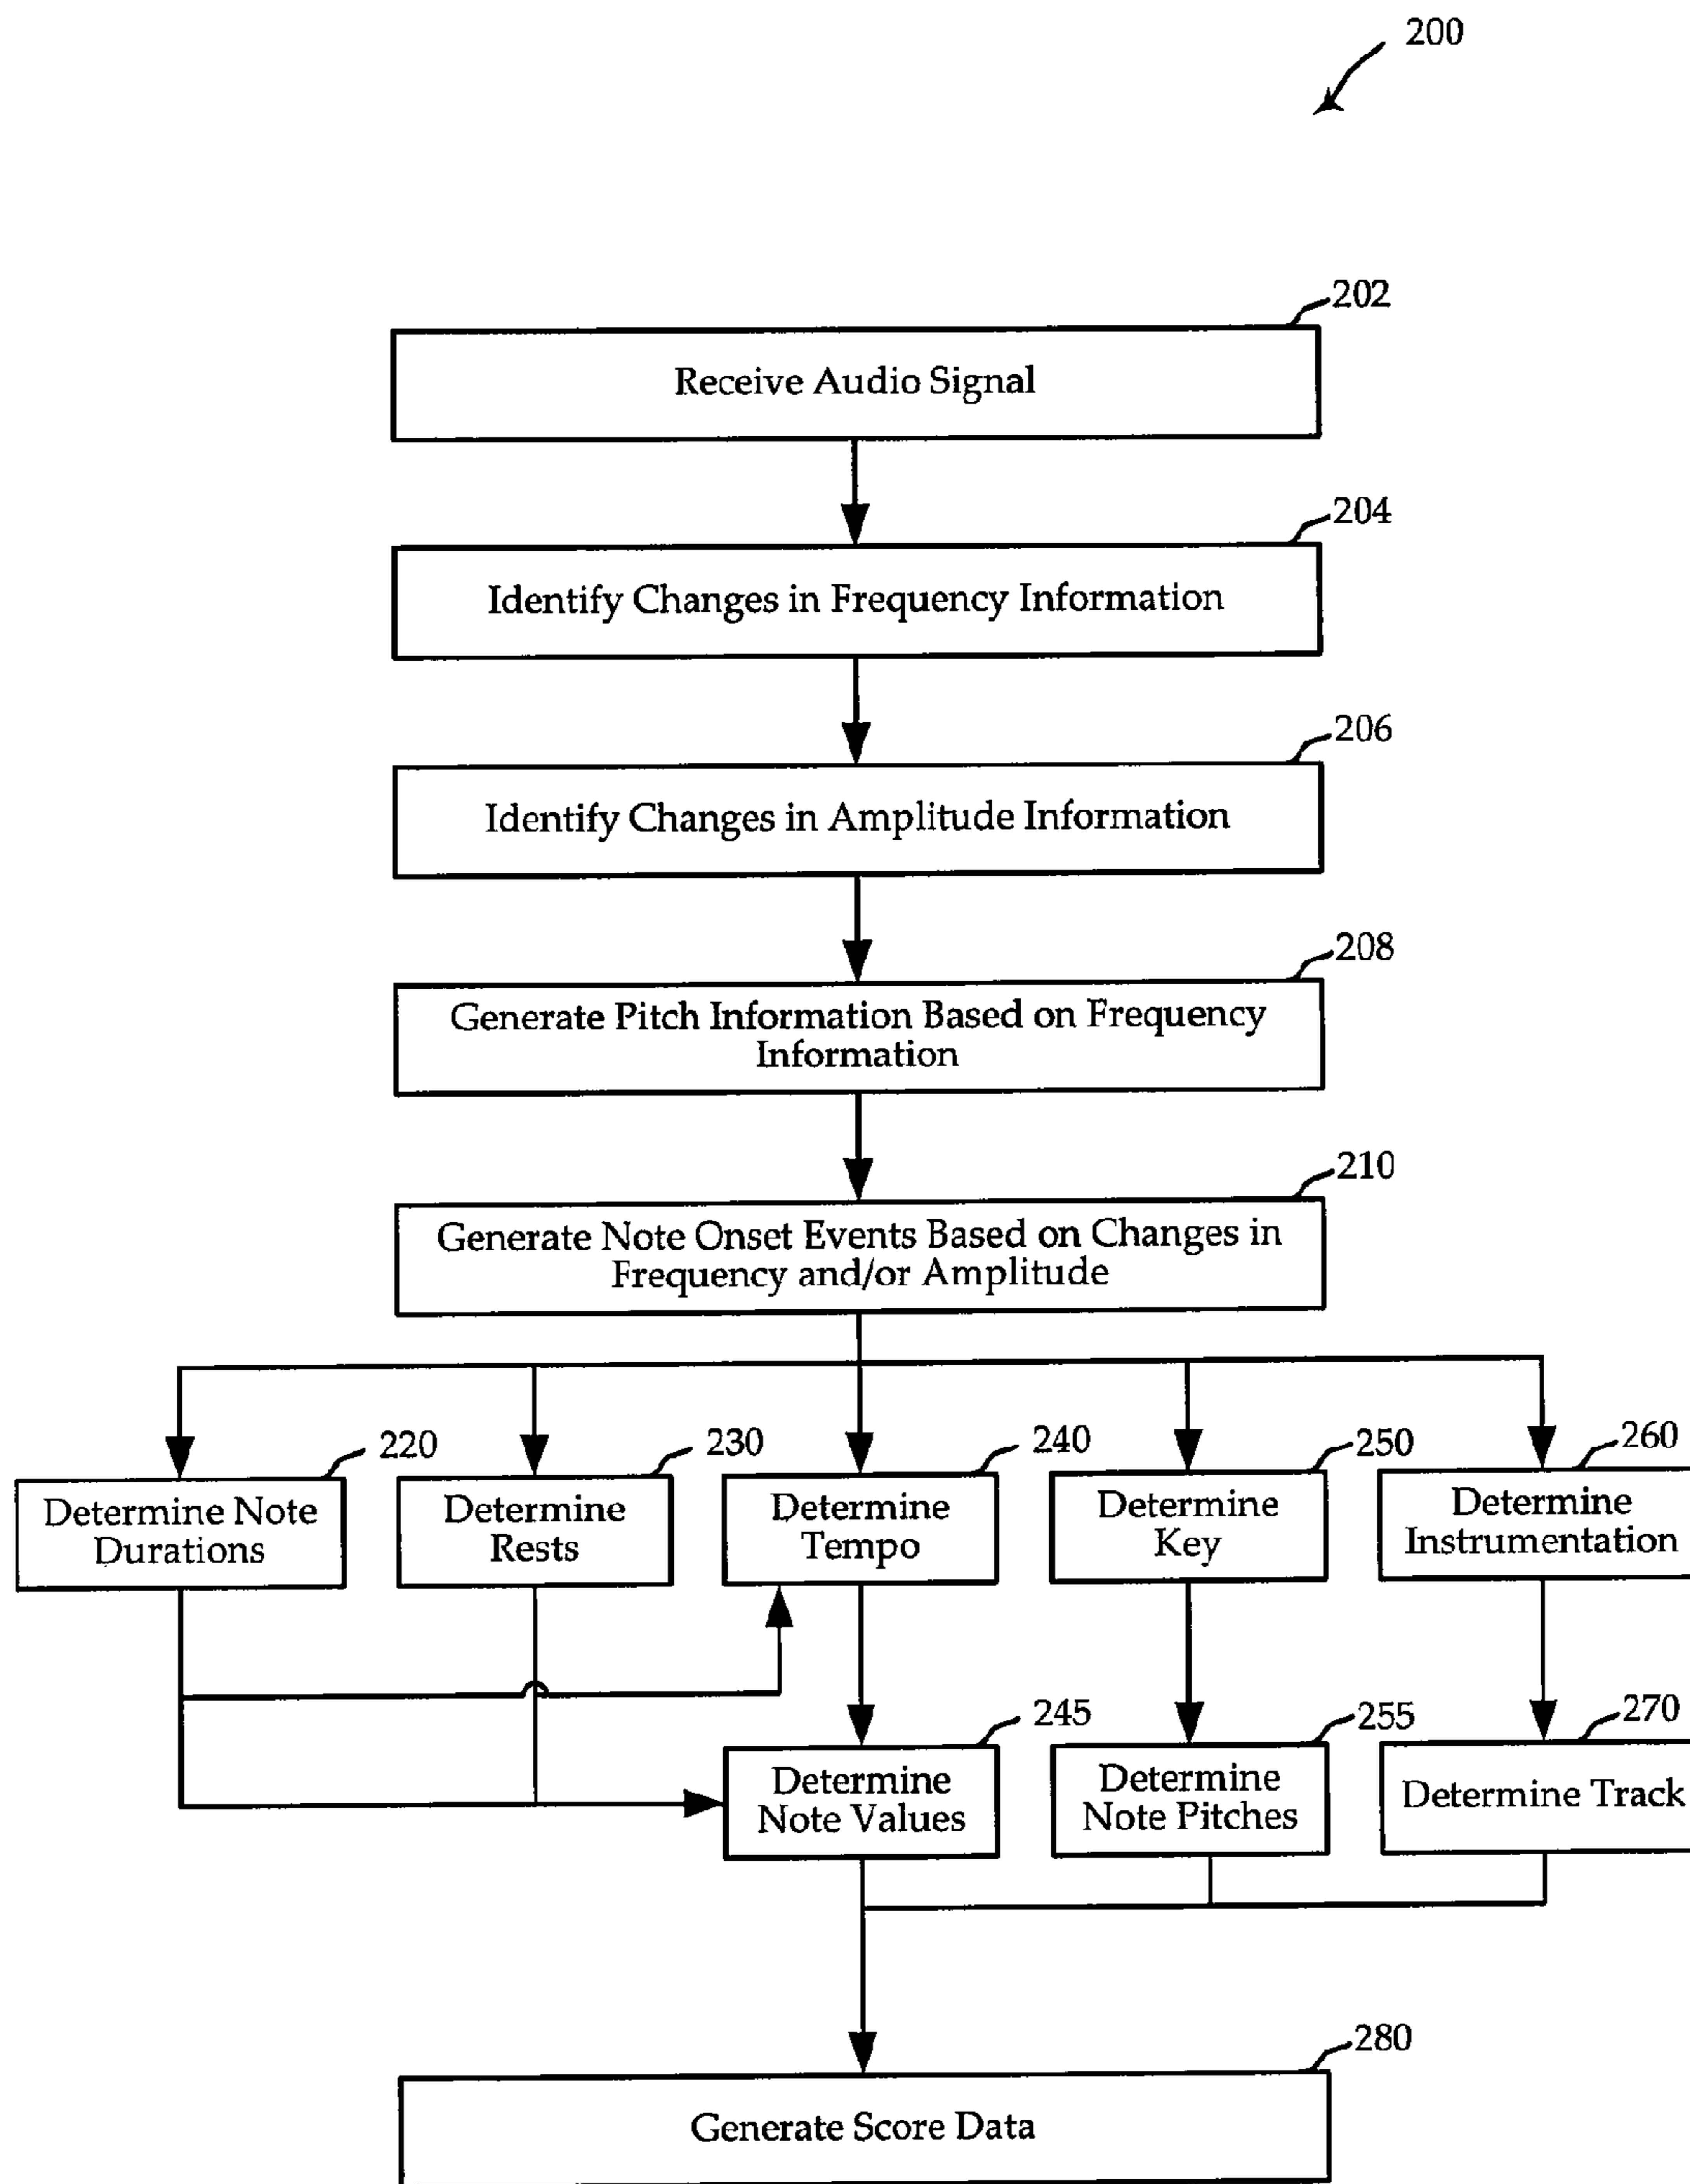 200
202
Receive Audio Signal
204
Identify Changes in Frequency Information
206
Identify Changes in Amplitude Information
208
Generate Pitch Information Based on Frequency
Information
210
Generate Note Onset Events Based on Changes in
Frequency and/or Amplitude
220
Determine Note
Durations
230
Determine
Rests
240
Determine
Tempo
250
Determine
Key
260
Determine
Instrumentation
245
Determine
Note Values
255
Determine
Note Pitches
270
Determine Track
280
Generate Score Data